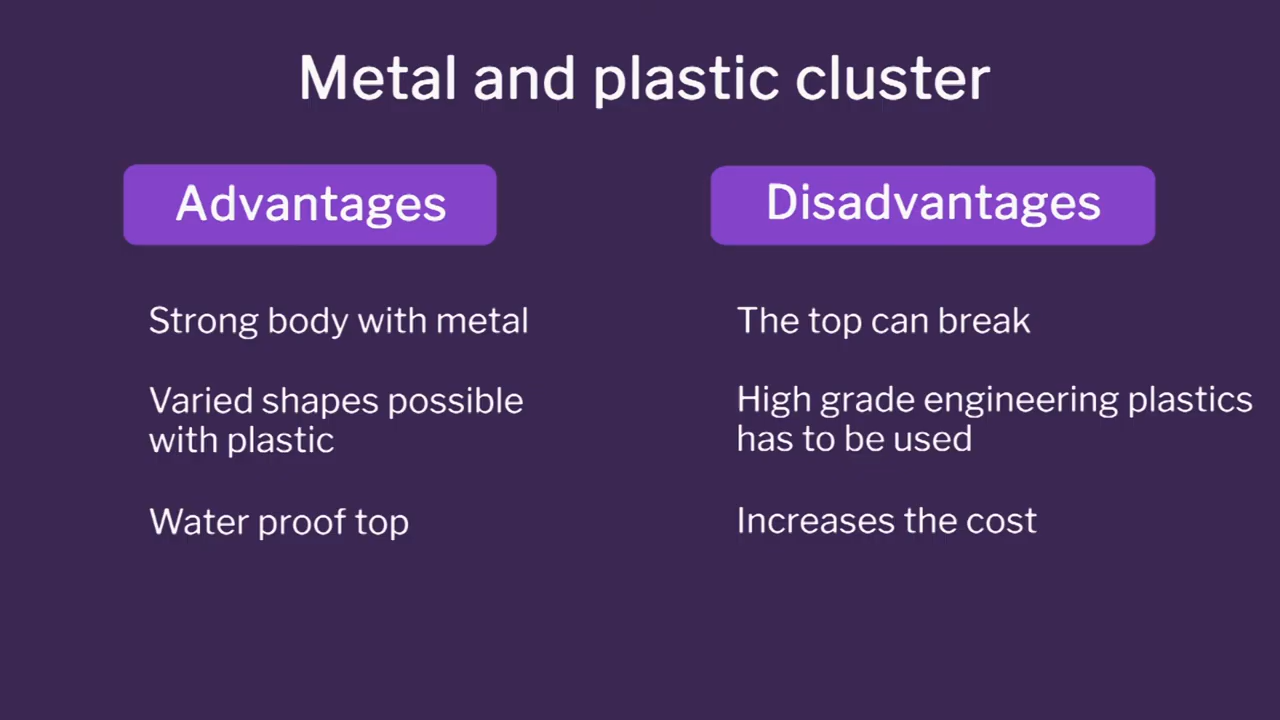 Metal and plastic cluster
Advantages
Strong body with metal
Varied shapes possible
with plastic
Water proof top
Disadvantages
The top can break
High grade engineering plastics
has to be used
Increases the cost